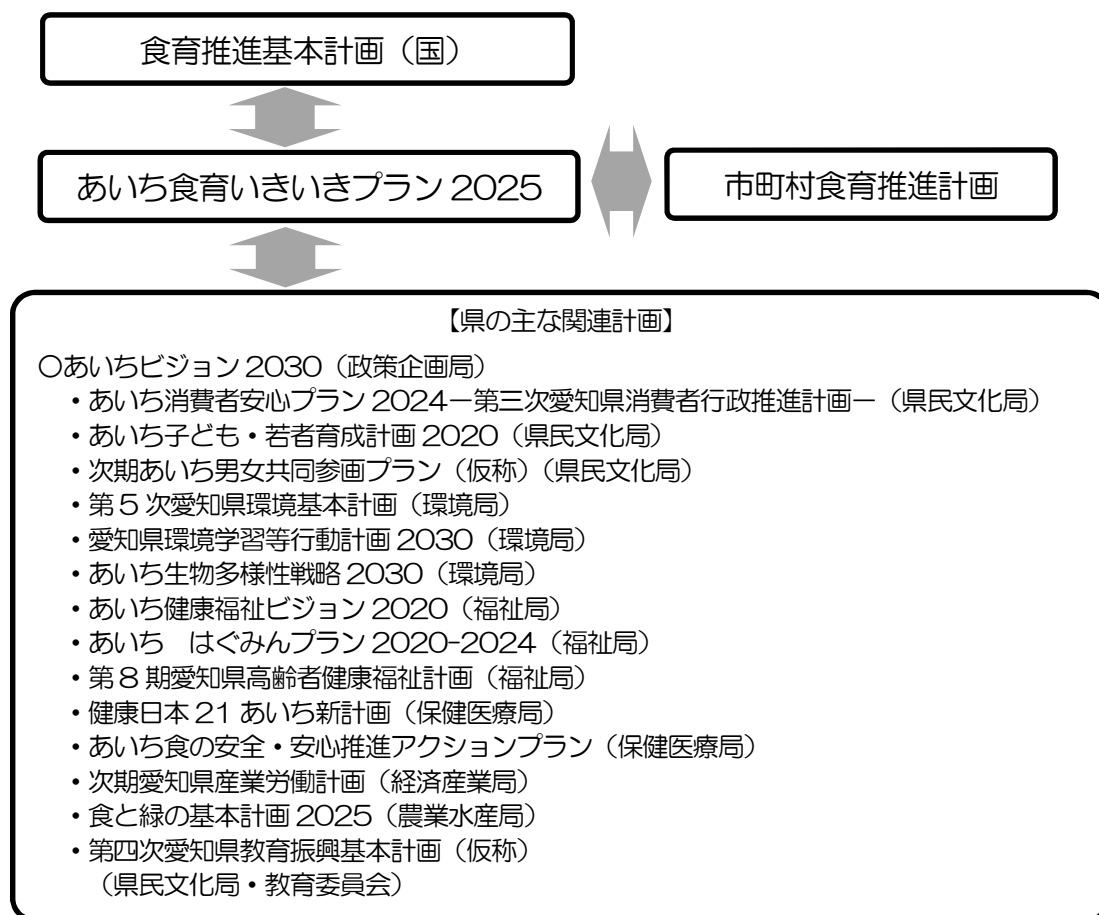 食育推進基本計画（国）
あいち食育いきいきプラン 2025
市町村食育推進計画
【県の主な関連計画】
〇あいちビジョン 2030（政策企画局）
・あいち消費者安心プラン 2024－第三次愛知県消費者行政推進計画－（県民文化局）
・あいち子ども・若者育成計画 2020（県民文化局）
・次期あいち男女共同参画プラン（仮称）（県民文化局）
・第５次愛知県環境基本計画（環境局）
・愛知県環境学習等行動計画 2030（環境局）
・あいち生物多様性戦略 2030（環境局）
・あいち健康福祉ビジョン 2020（福祉局）
・あいち　はぐみんプラン 2020-2024（福祉局）
・第８期愛知県高齢者健康福祉計画（福祉局）
・健康日本 21 あいち新計画（保健医療局）
・あいち食の安全・安心推進アクションプラン（保健医療局）
・次期愛知県産業労働計画（経済産業局）
・食と緑の基本計画 2025（農業水産局）
・第四次愛知県教育振興基本計画（仮称）
（県民文化局・教育委員会）